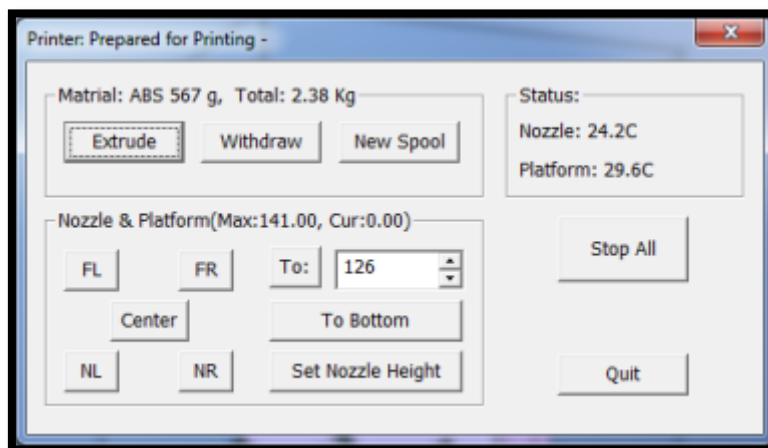 Printer: Prepared for Printing -
Matrial: ABS 567 g, Total: 2.38 Kg
Extrude Withdraw New Spool
Status:
Nozzle: 24.2C
Platform: 29.6C
Nozzle & Platform(Max:141.00, Cur:0.00)
FL FR To: 126
Center To Bottom
NL NR Set Nozzle Height
Stop All
Quit